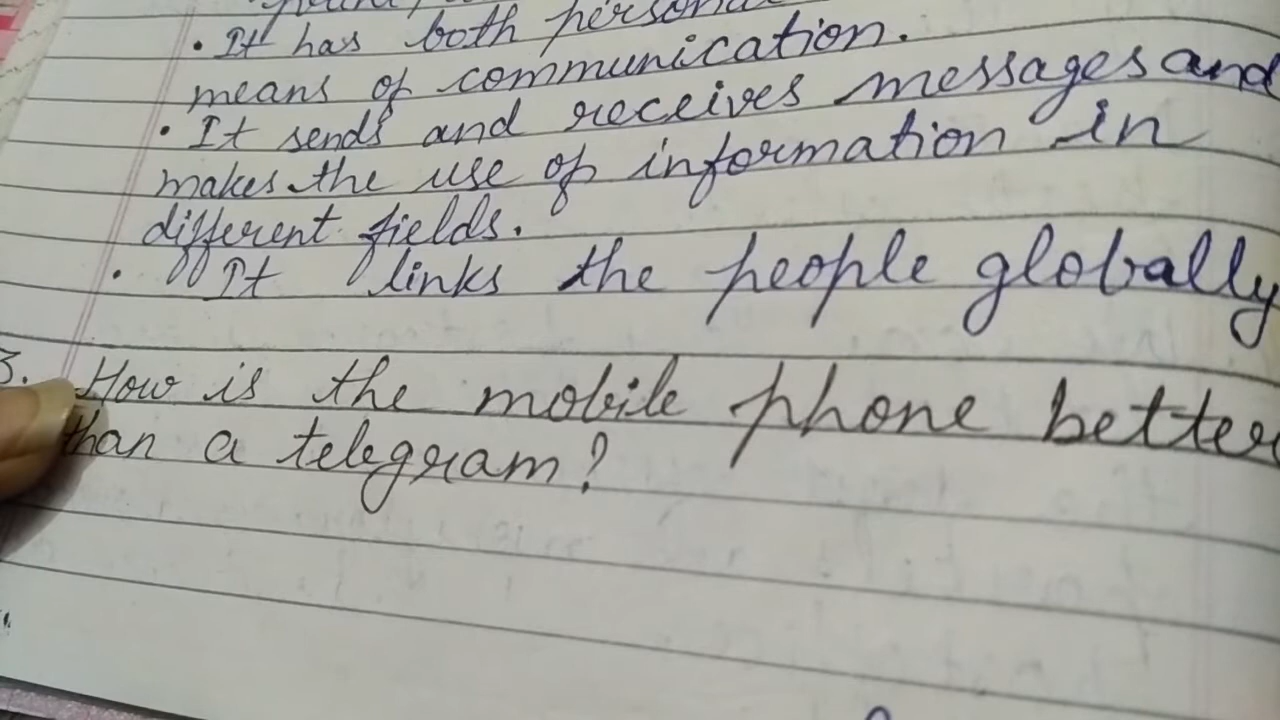 • It has both
means of communication.
• It sends and receives messages and
makes the use of information in
different fields.
• It links the people globally
3. How is the mobile phone better
than a telegram?